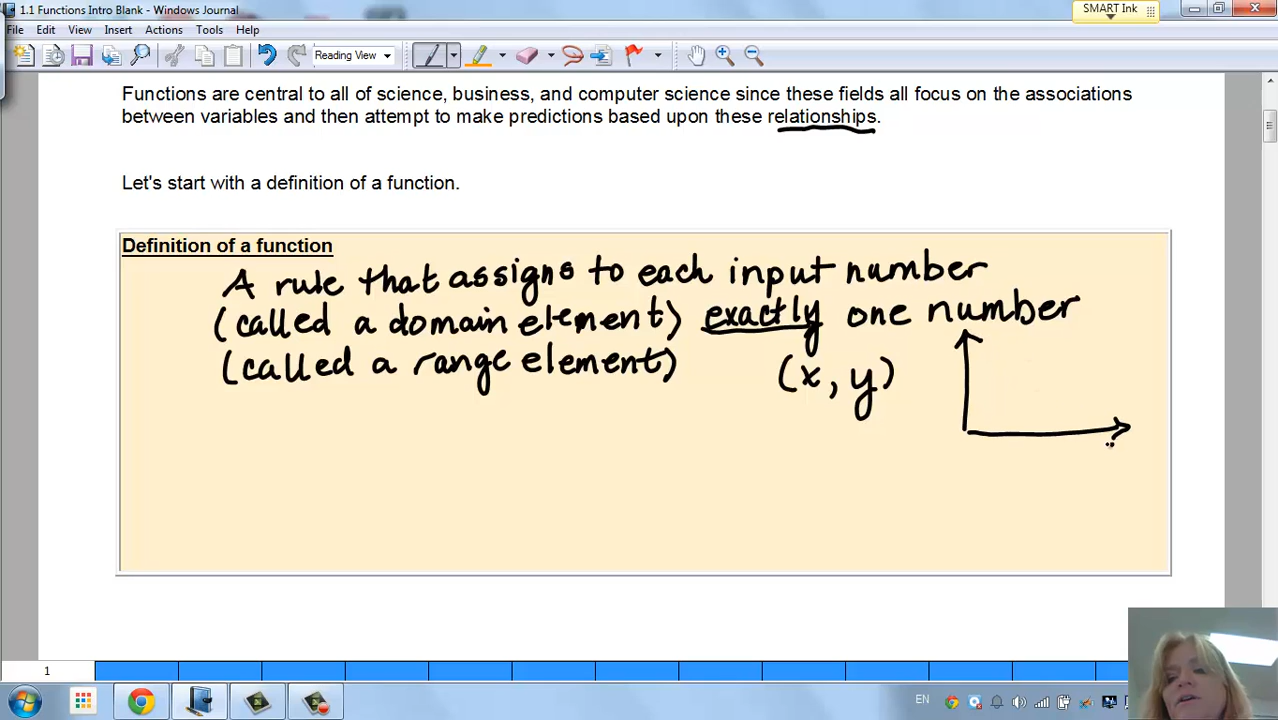 1.1 Functions Intro Blank - Windows Journal
SMART Ink
File Edit View Insert Actions Tools Help
Reading View
Functions are central to all of science, business, and computer science since these fields all focus on the associations
between variables and then attempt to make predictions based upon these relationships.
Let's start with a definition of a function.
Definition of a function
A rule that assigns to each input number
(called a domain element) exactly one number
(called a range element)
(x, y)
1
EN